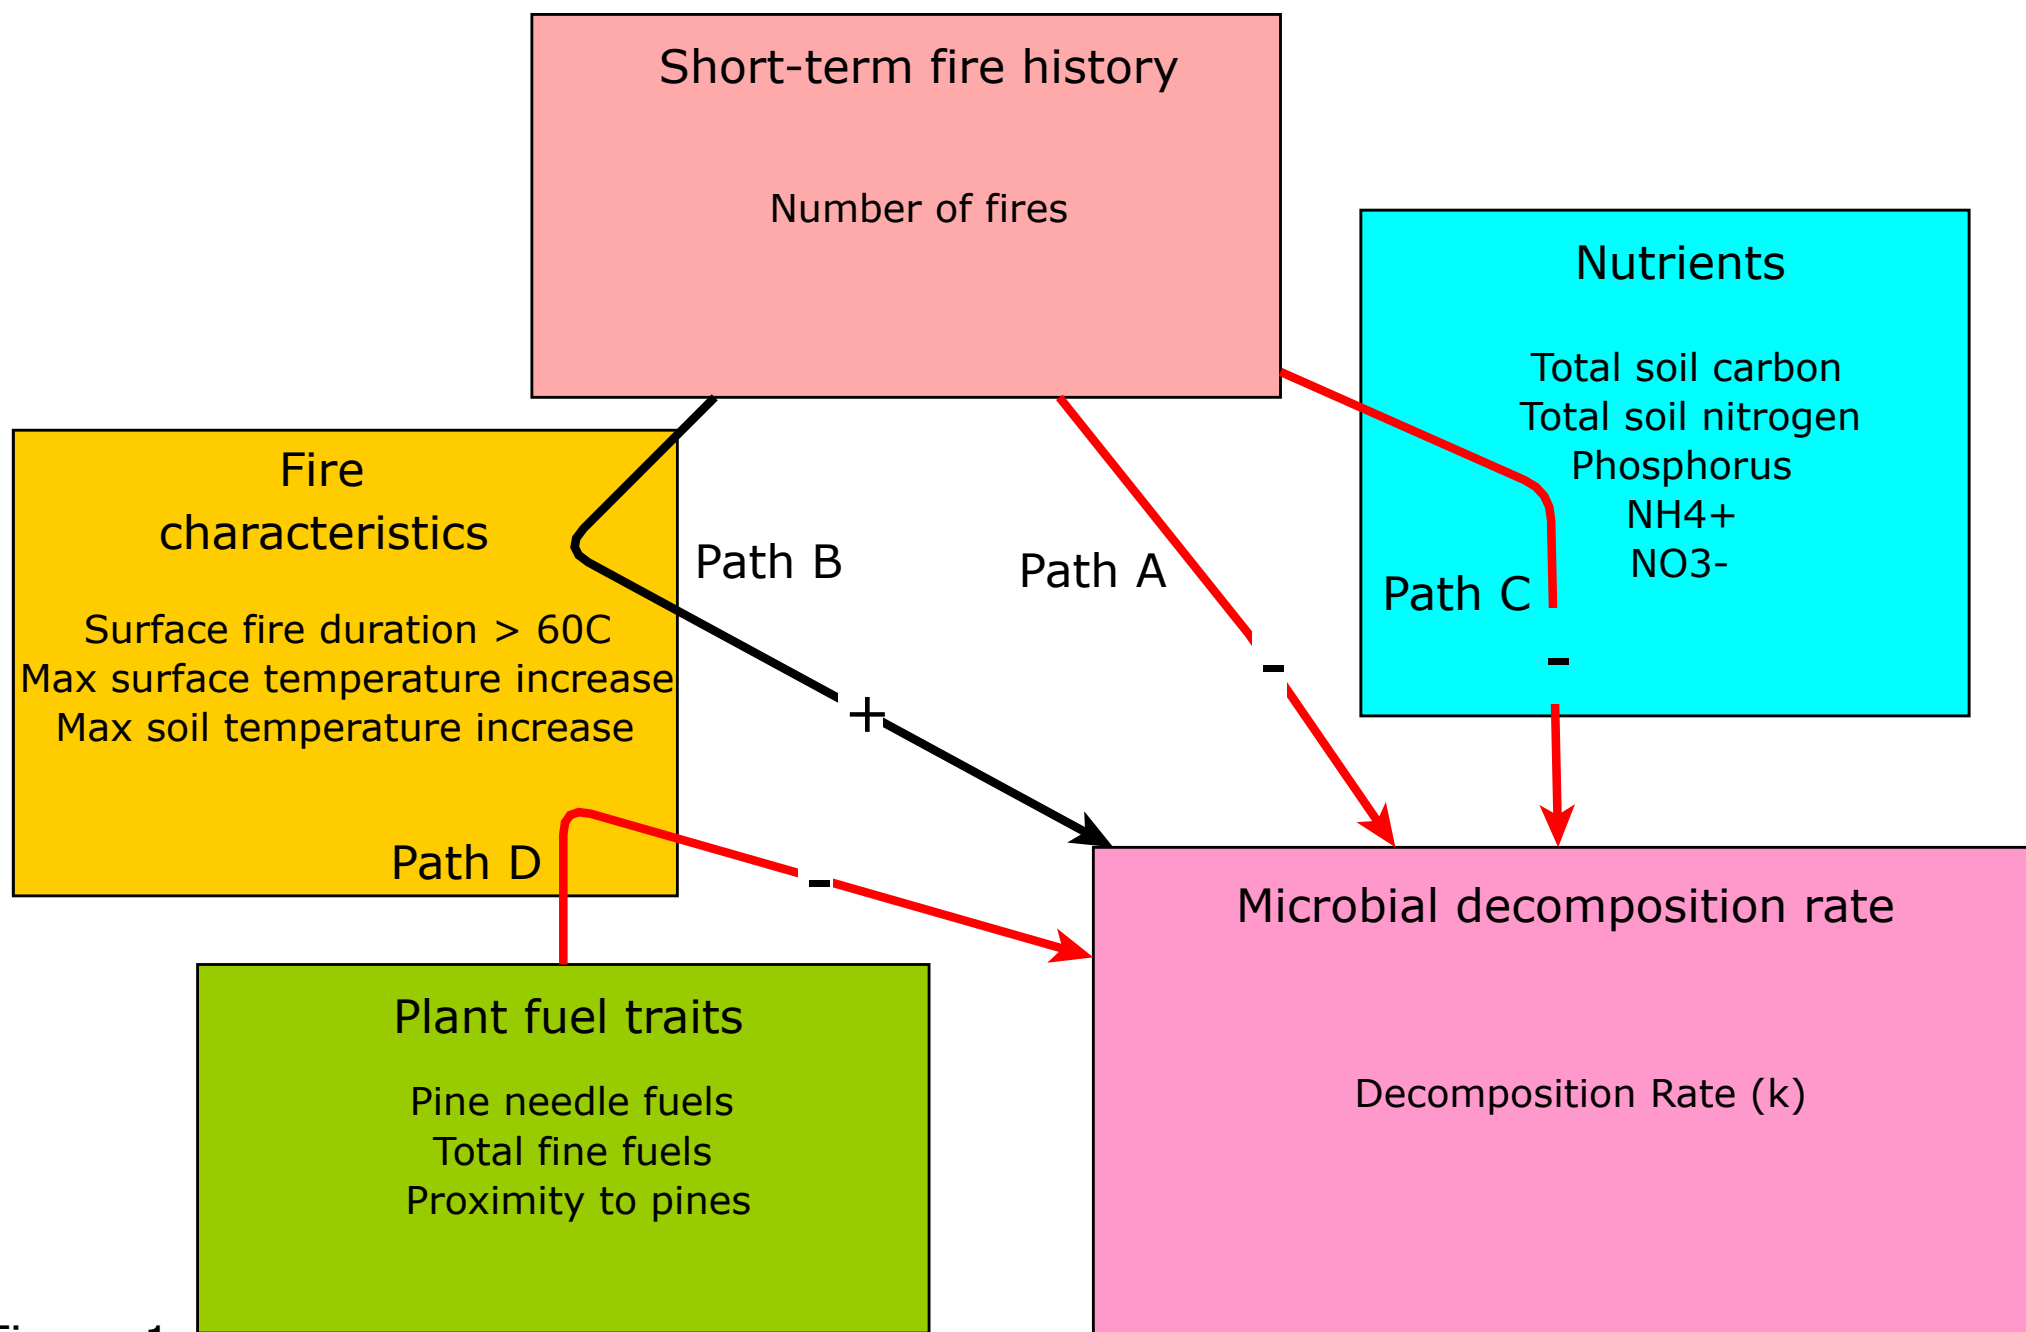 Short-term fire history
Number of fires
Nutrients
Total soil carbon
Total soil nitrogen
Phosphorus
NH4+
NO3-
Path C
-
Fire
characteristics
Surface fire duration > 60C
Max surface temperature increase
Max soil temperature increase
Path B
+
Path A
-
Path D
-
Plant fuel traits
Pine needle fuels
Total fine fuels
Proximity to pines
Microbial decomposition rate
Decomposition Rate (k)
1